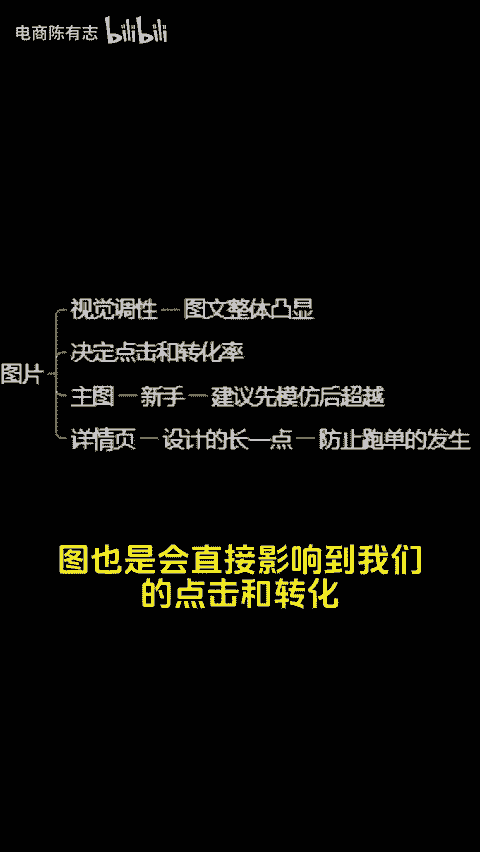 电商陈有志 bilibili
视觉调性 图文整体凸显
决定点击和转化率
图片
主图 新手 建议先模仿后超越
详情页 设计的长一点 防止跑单的发生
图也是会直接影响到我们
的点击和转化